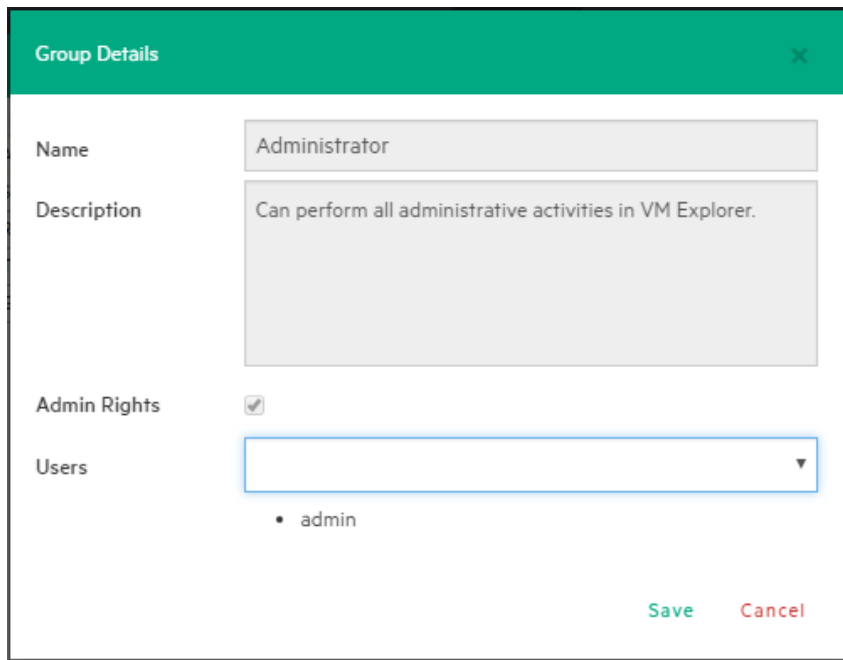 Group Details
Name
Administrator
Description
Can perform all administrative activities in VM Explorer.
Admin Rights
Users
admin
Save
Cancel